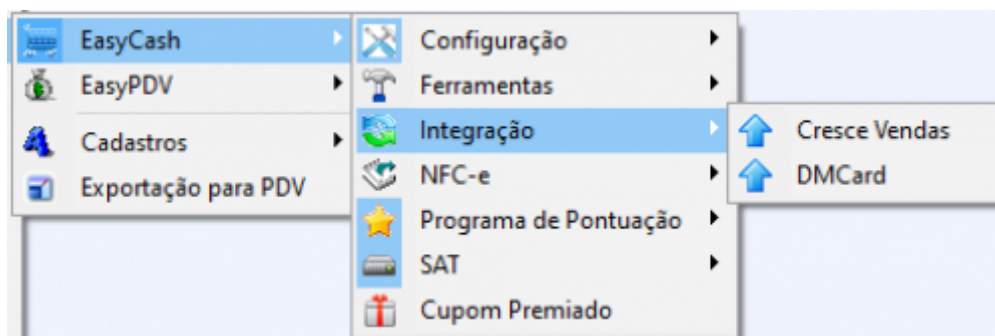 EasyCash
EasyPDV
Cadastros
Exportação para PDV
Configuração
Ferramentas
Integração
NFC-e
Programa de Pontuação
SAT
Cupom Premiado
Cresce Vendas
DMCard